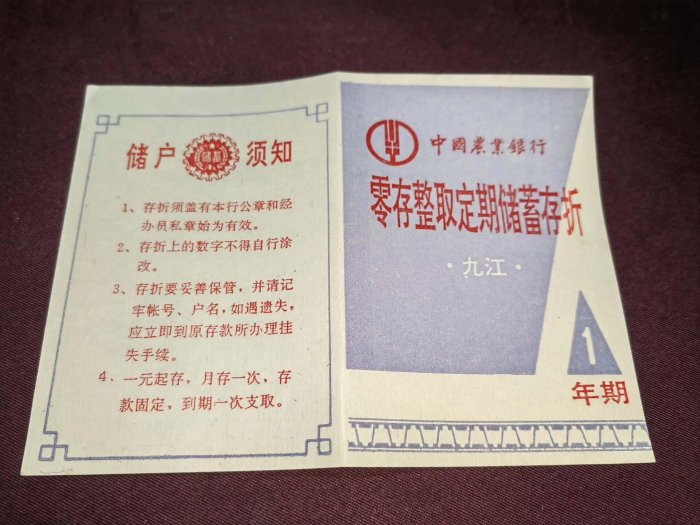 储户 储蓄 须知
1、存折须盖有本行公章和经
办员私章始为有效。
2、存折上的数字不得自行涂
改。
3、存折要妥善保管，并请记
牢帐号、户名，如遇遗失，
应立即到原存款所办理挂
失手续。
4、一元起存，月存一次，存
款固定，到期一次支取。
中國農業銀行
零存整取定期储蓄存折
·九江·
1
年期